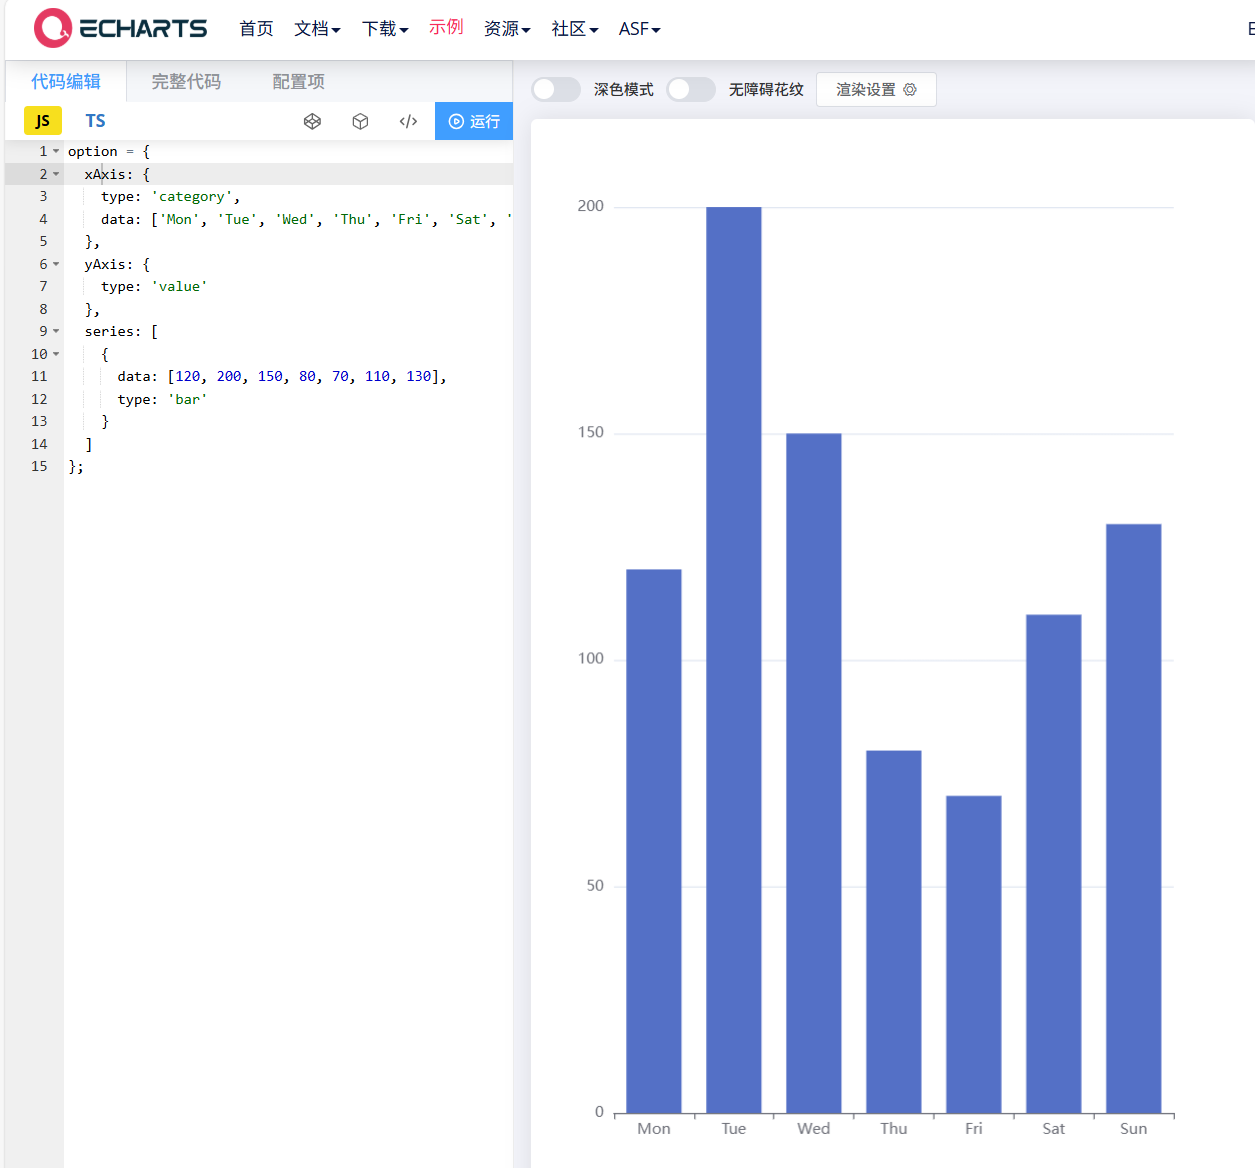 ECHARTS 首页 文档 下载 示例 资源 社区 ASF
代码编辑 完整代码 配置项
JS TS 运行
1 option = {
2 xAxis: {
3 type: 'category',
4 data: ['Mon', 'Tue', 'Wed', 'Thu', 'Fri', 'Sat', '
5 },
6 yAxis: {
7 type: 'value'
8 },
9 series: [
10 {
11 data: [120, 200, 150, 80, 70, 110, 130],
12 type: 'bar'
13 }
14 ]
15 };
深色模式 无障碍花纹 渲染设置
200
150
100
50
0
Mon Tue Wed Thu Fri Sat Sun